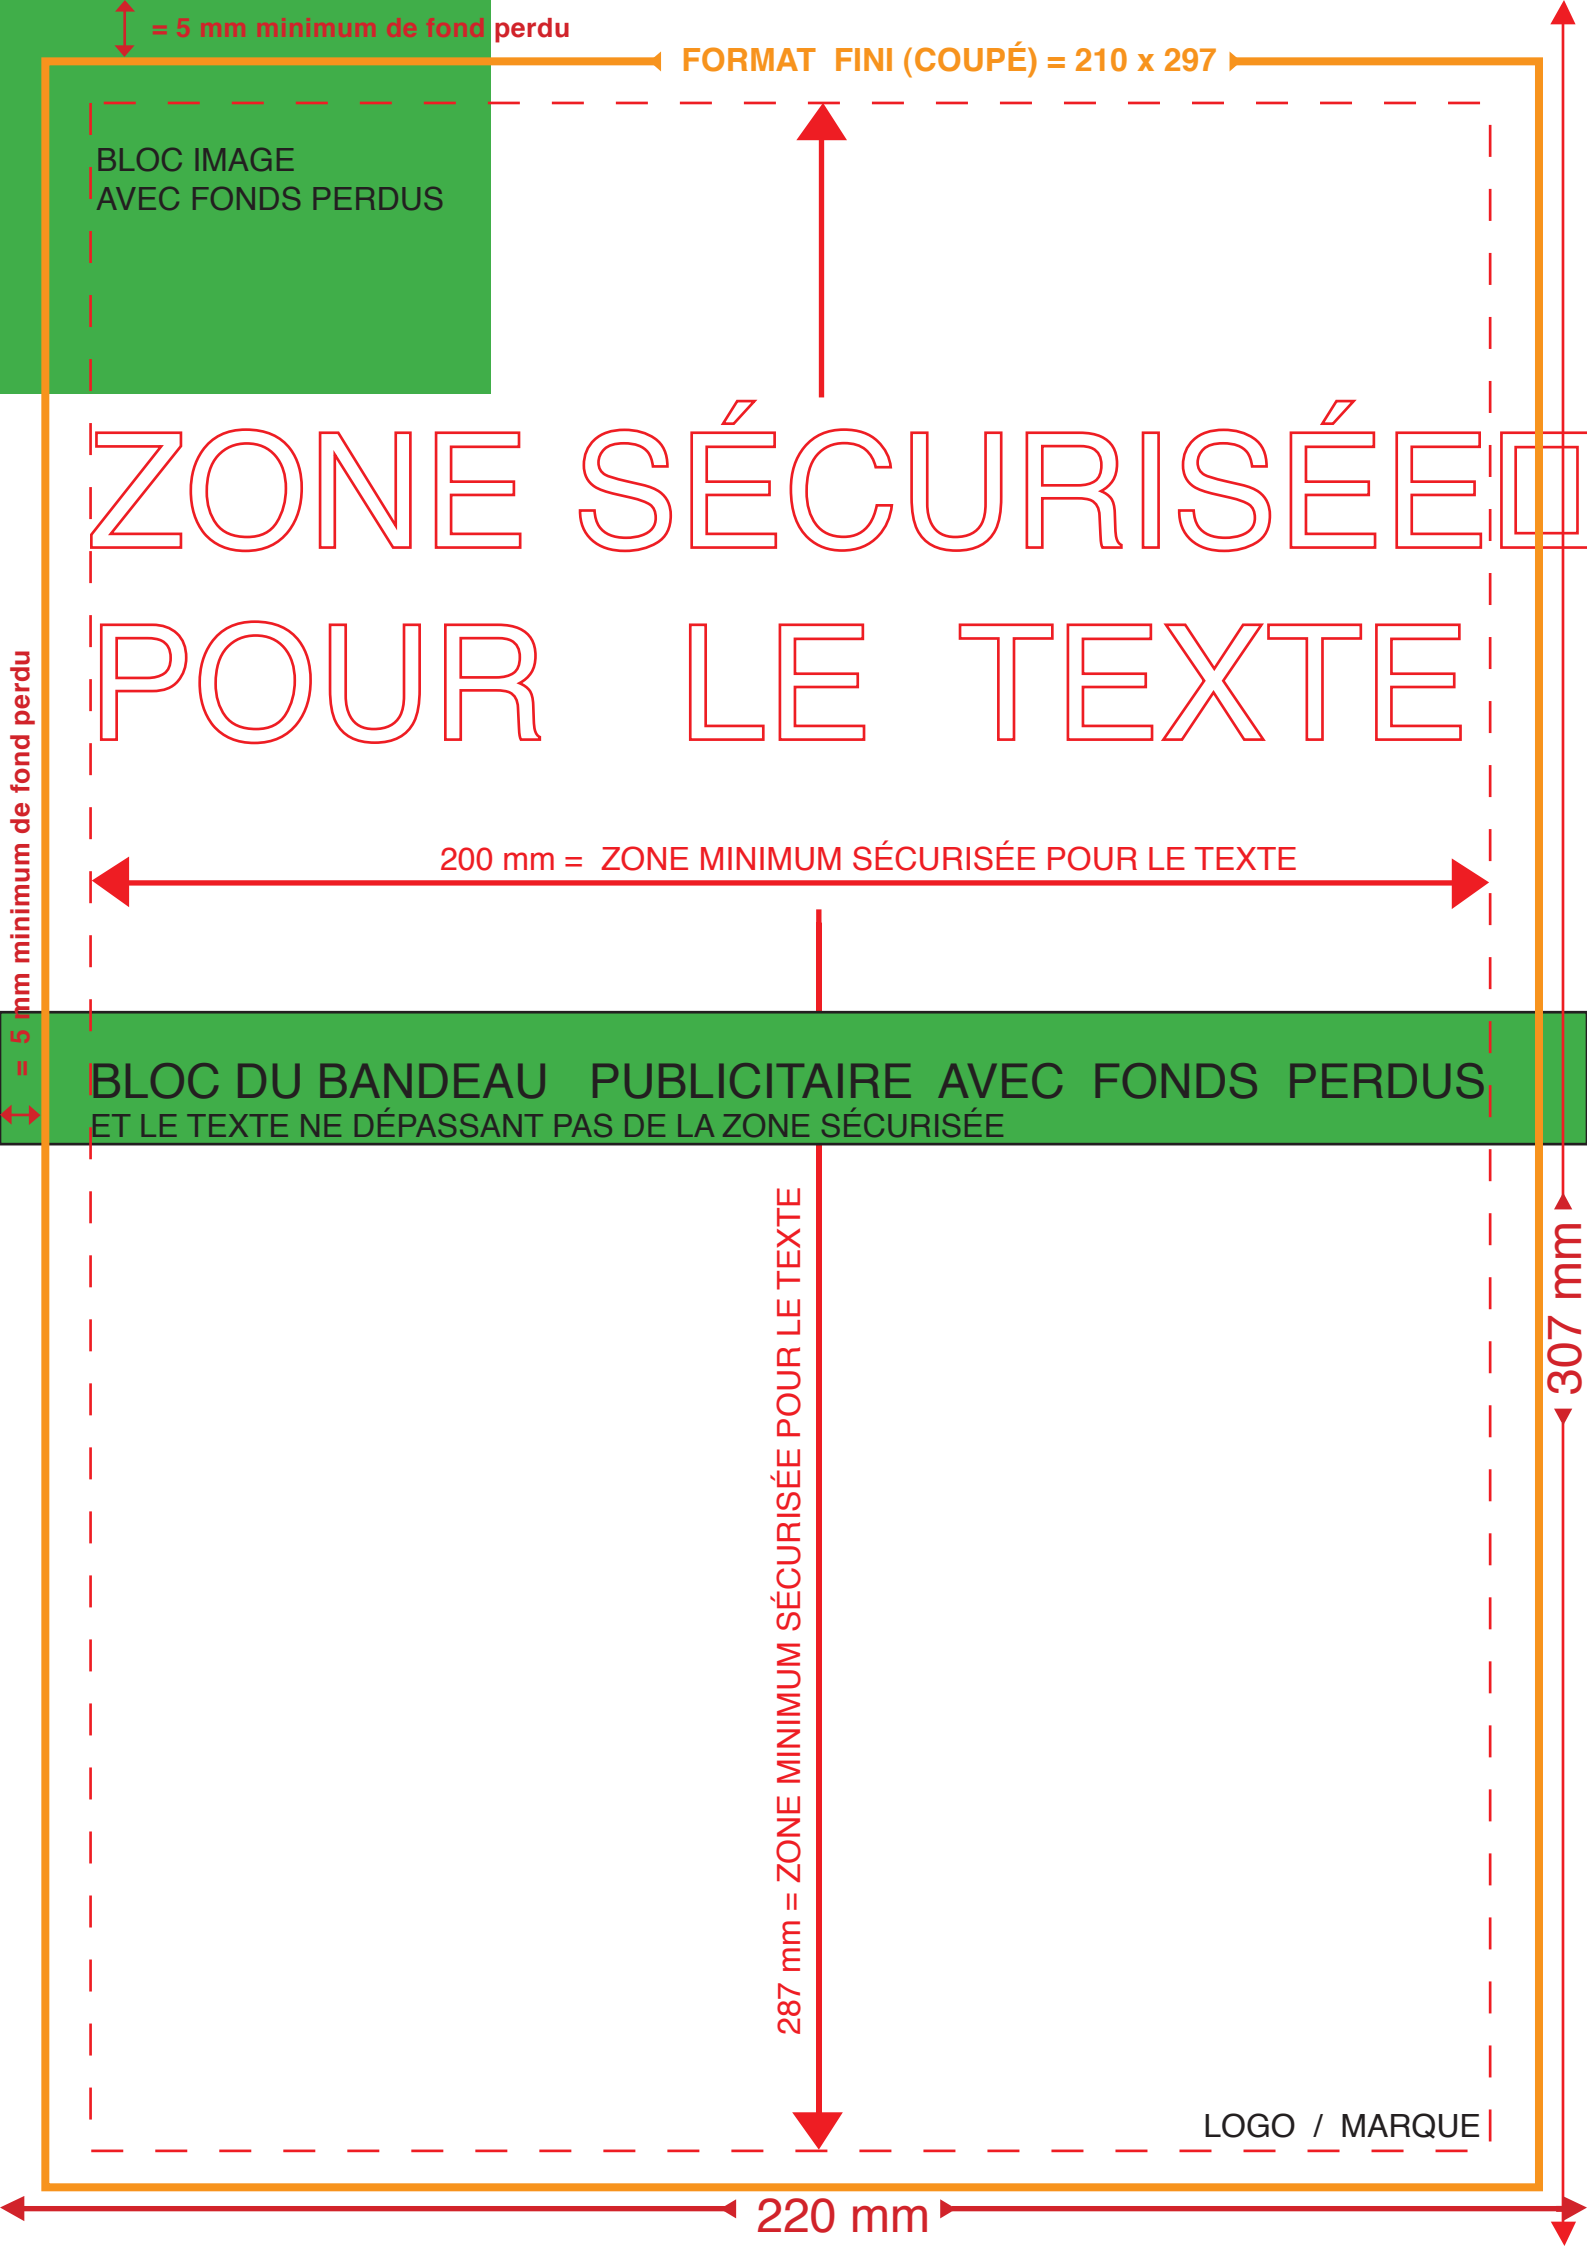 = 5 mm minimum de fond perdu
FORMAT FINI (COUPÉ) = 210 x 297
BLOC IMAGE
AVEC FONDS PERDUS
ZONE SÉCURISÉED
POUR LE TEXTE
= 5 mm minimum de fond perdu
200 mm = ZONE MINIMUM SÉCURISÉE POUR LE TEXTE
BLOC DU BANDEAU PUBLICITAIRE AVEC FONDS PERDUS
ET LE TEXTE NE DÉPASSANT PAS DE LA ZONE SÉCURISÉE
287 mm = ZONE MINIMUM SÉCURISÉE POUR LE TEXTE
307 mm
LOGO / MARQUE
220 mm